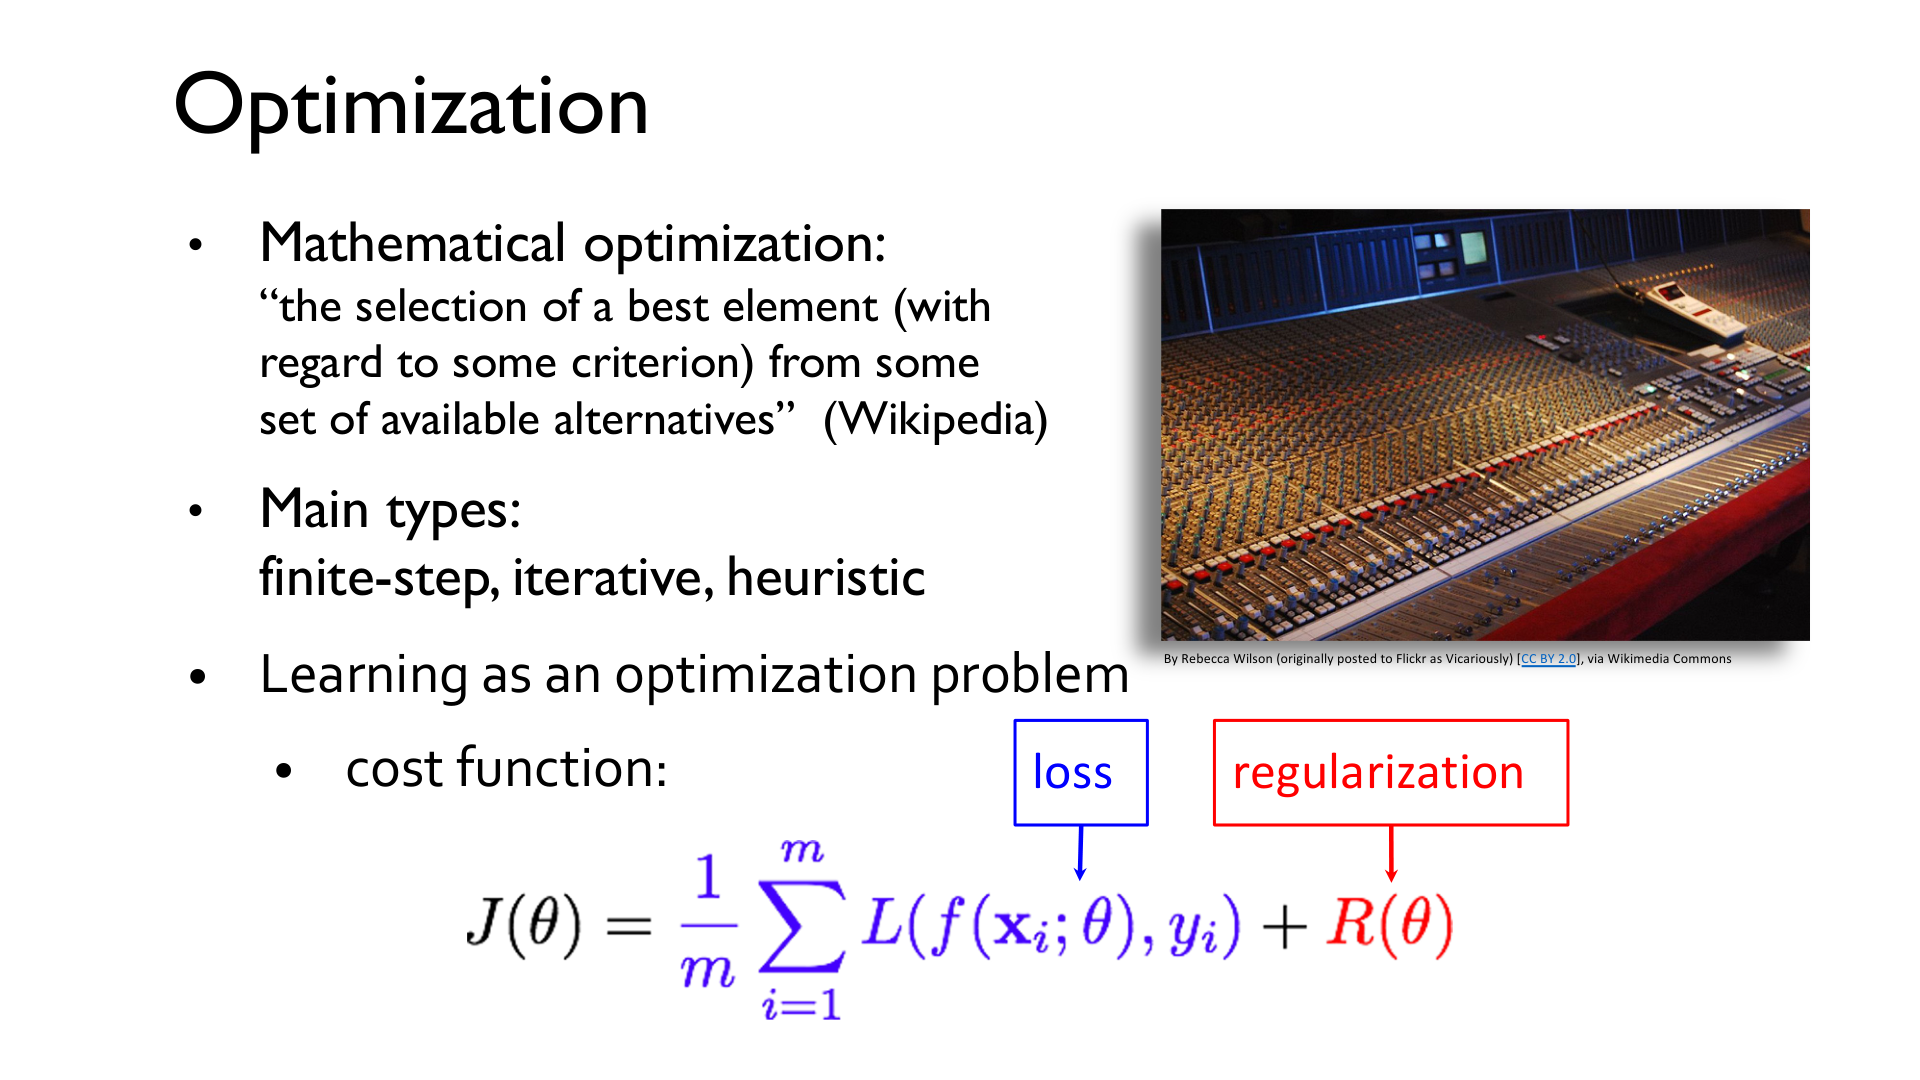 Optimization
• Mathematical optimization:
“the selection of a best element (with
regard to some criterion) from some
set of available alternatives” (Wikipedia)
• Main types:
finite-step, iterative, heuristic
By Rebecca Wilson (originally posted to Flickr as Vicariously) [CC BY 2.0], via Wikimedia Commons
• Learning as an optimization problem
• cost function:
loss
regularization
J(θ) = \frac{1}{m} \sum_{i=1}^{m} L(f(\mathbf{x}_i; θ), y_i) + R(θ)